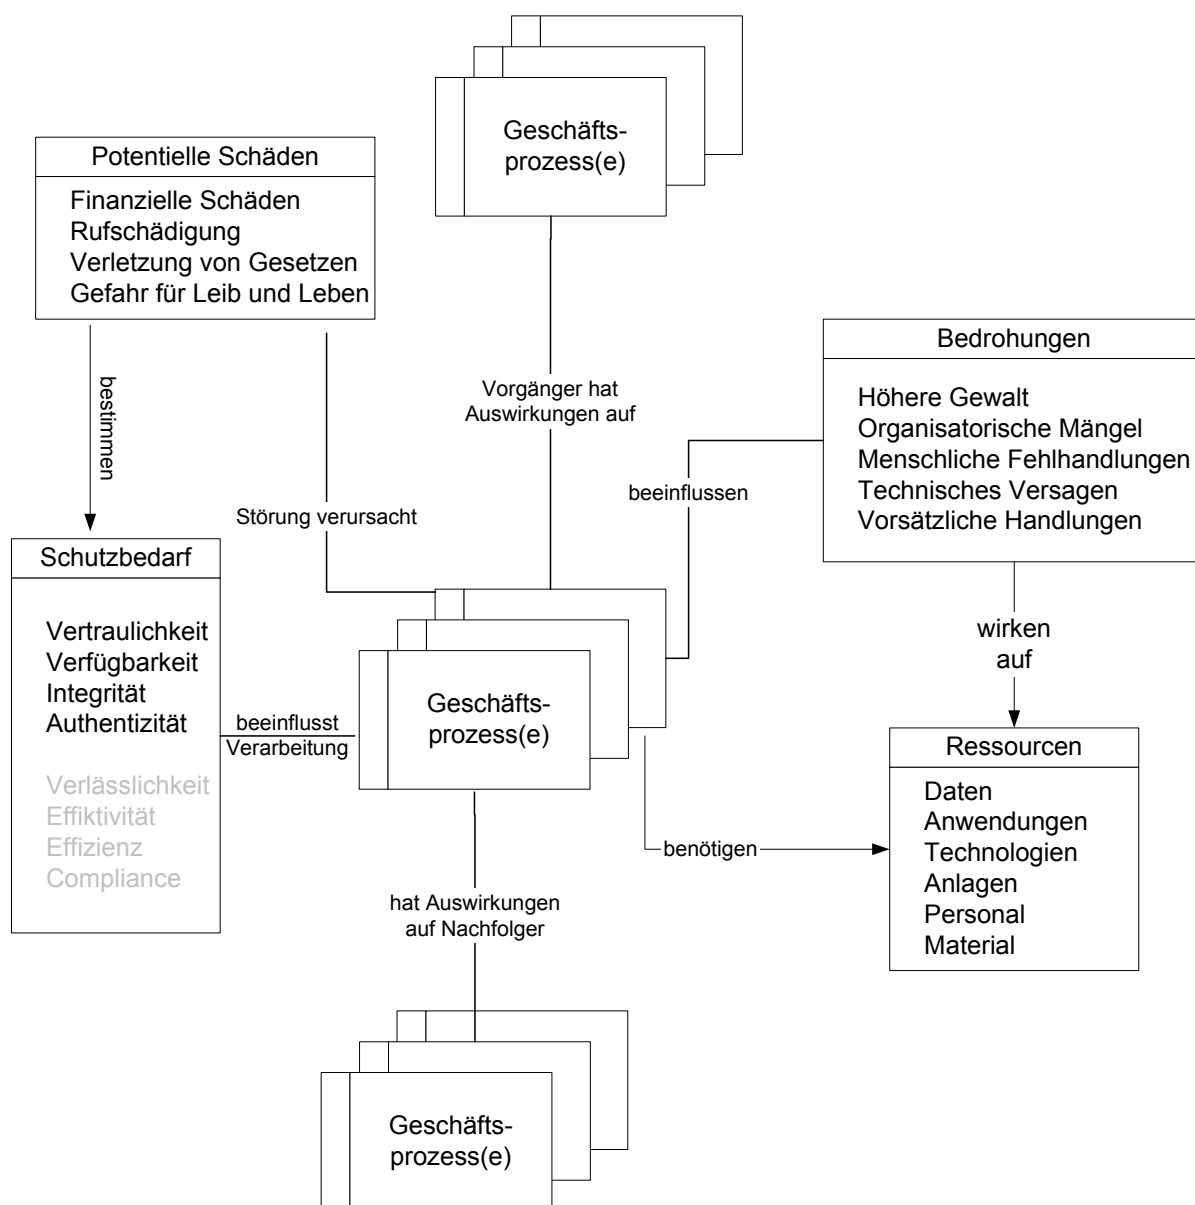 Geschäfts-
prozess(e)
Potentielle Schäden
Finanzielle Schäden
Rufschädigung
Verletzung von Gesetzen
Gefahr für Leib und Leben
bestimmen
Störung verursacht
Vorgänger hat
Auswirkungen auf
beeinflussen
Bedrohungen
Höhere Gewalt
Organisatorische Mängel
Menschliche Fehlhandlungen
Technisches Versagen
Vorsätzliche Handlungen
wirken
auf
Schutzbedarf
Vertraulichkeit
Verfügbarkeit
Integrität
Authentizität
Verlässlichkeit
Effiktivität
Effizienz
Compliance
beeinflusst
Verarbeitung
Geschäfts-
prozess(e)
benötigen
Ressourcen
Daten
Anwendungen
Technologien
Anlagen
Personal
Material
hat Auswirkungen
auf Nachfolger
Geschäfts-
prozess(e)